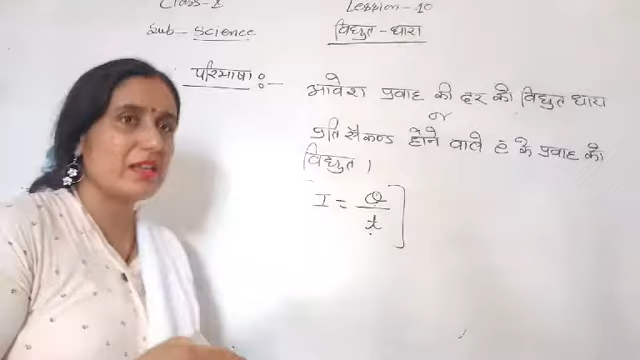 Class-X Lesson-10
Sub- Science विद्युत - धारा
परिभाषा :- आवेश प्रवाह की दर को विद्युत धारा
or
प्रति सैकण्ड होने वाले के प्रवाह को
विद्युत ।
I = Q / t